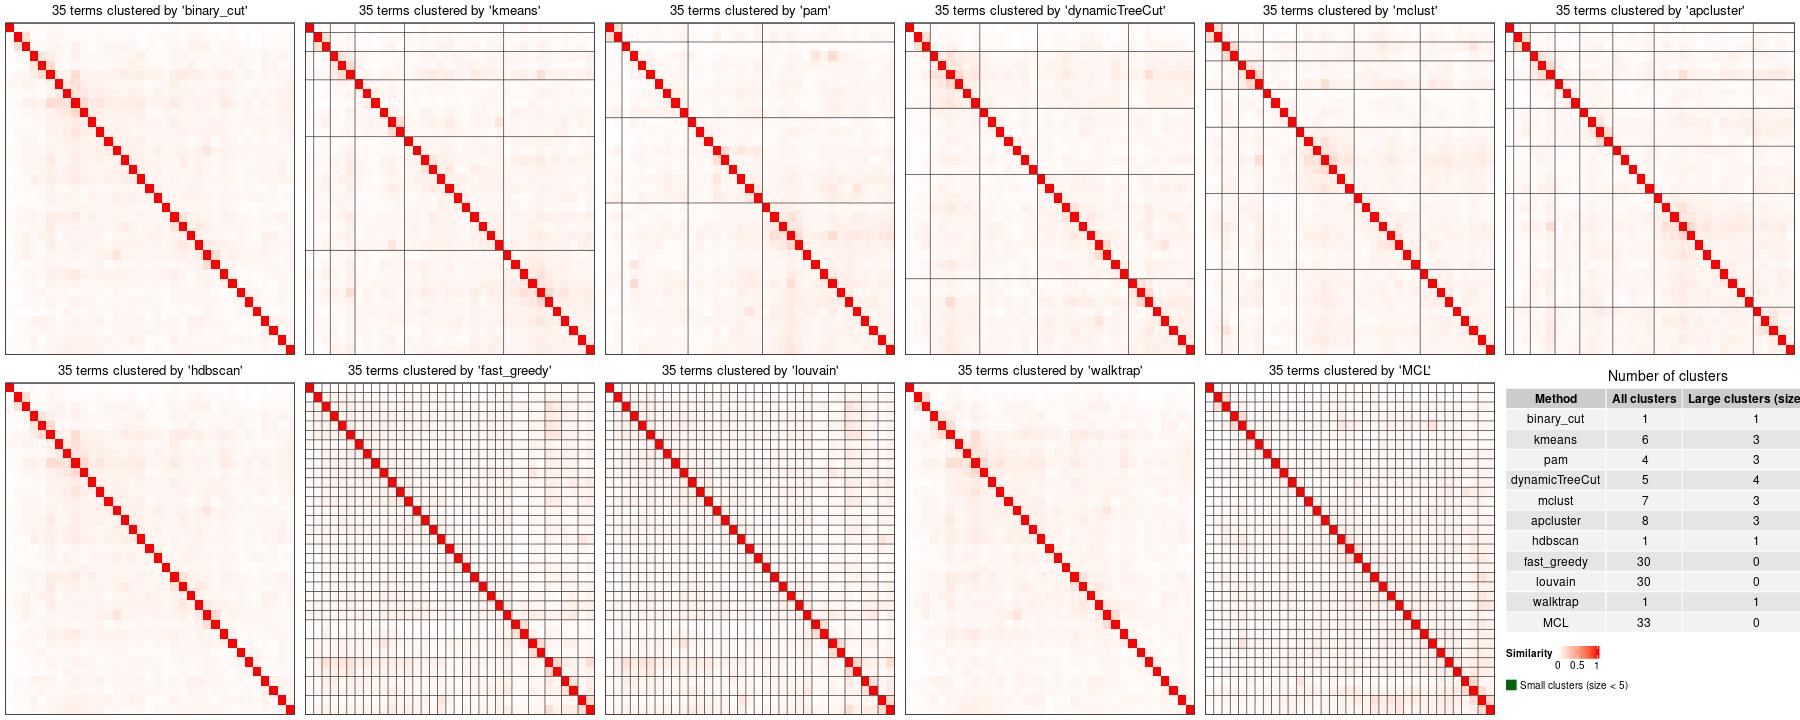 35 terms clustered by 'binary_cut'
35 terms clustered by 'kmeans'
35 terms clustered by 'pam'
35 terms clustered by 'dynamicTreeCut'
35 terms clustered by 'mclust'
35 terms clustered by 'apcluster'
35 terms clustered by 'hdbscan'
35 terms clustered by 'fast_greedy'
35 terms clustered by 'louvain'
35 terms clustered by 'walktrap'
35 terms clustered by 'MCL'
Number of clusters
Method All clusters Large clusters (size
binary_cut 1 1
kmeans 6 3
pam 4 3
dynamicTreeCut 5 4
mclust 7 3
apcluster 8 3
hdbscan 1 1
fast_greedy 30 0
louvain 30 0
walktrap 1 1
MCL 33 0
Similarity
0 0.5 1
Small clusters (size < 5)